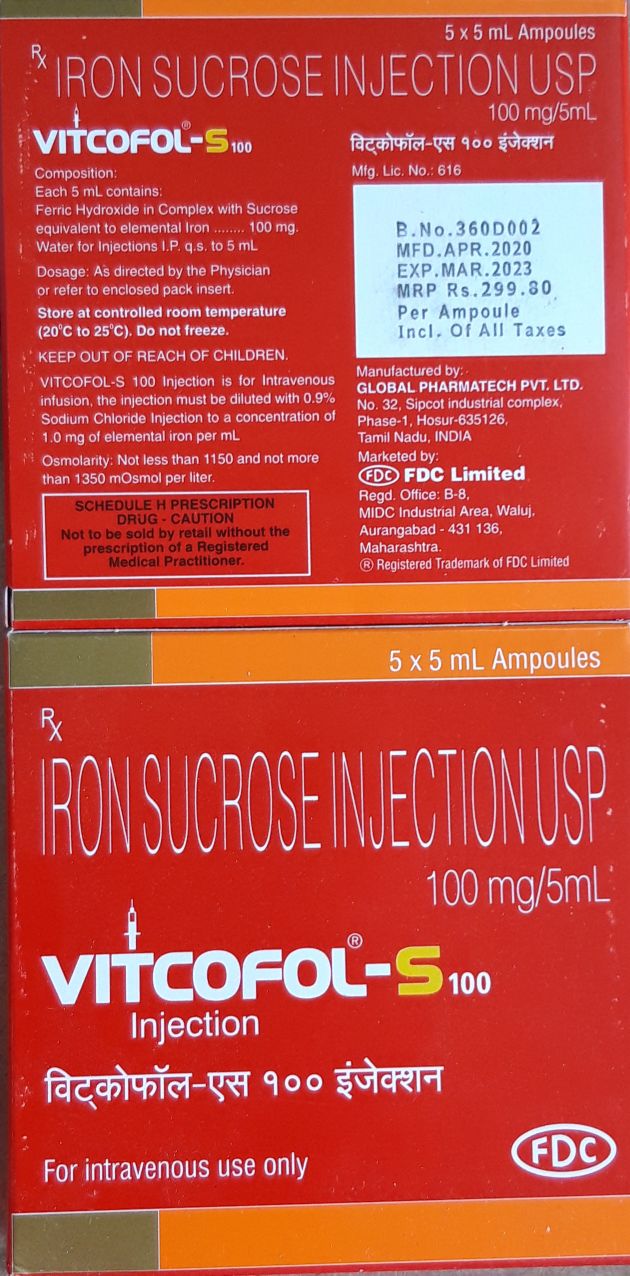 5 x 5 mL Ampoules
Rx IRON SUCROSE INJECTION USP
100 mg/5mL
VITCOFOL®-S 100
Composition:
Each 5 mL contains:
Ferric Hydroxide in Complex with Sucrose
equivalent to elemental Iron ........ 100 mg.
Water for Injections I.P. q.s. to 5 mL
Dosage: As directed by the Physician
or refer to enclosed pack insert.
Store at controlled room temperature
(20°C to 25°C). Do not freeze.
KEEP OUT OF REACH OF CHILDREN.
VITCOFOL-S 100 Injection is for Intravenous
infusion, the injection must be diluted with 0.9%
Sodium Chloride Injection to a concentration of
1.0 mg of elemental iron per mL
Osmolarity: Not less than 1150 and not more
than 1350 mOsmol per liter.
SCHEDULE H PRESCRIPTION
DRUG - CAUTION
Not to be sold by retail without the
prescription of a Registered
Medical Practitioner.
विट्कोफॉल-एस १०० इंजेक्शन
Mfg. Lic. No.: 616
B.No.360D002
MFD.APR.2020
EXP.MAR.2023
MRP Rs.299.80
Per Ampoule
Incl. Of All Taxes
Manufactured by:
GLOBAL PHARMATECH PVT. LTD.
No. 32, Sipcot industrial complex,
Phase-1, Hosur-635126,
Tamil Nadu, INDIA
Marketed by:
FDC FDC Limited
Regd. Office: B-8,
MIDC Industrial Area, Waluj,
Aurangabad - 431 136,
Maharashtra.
® Registered Trademark of FDC Limited
5 x 5 mL Ampoules
Rx
IRON SUCROSE INJECTION USP
100 mg/5mL
VITCOFOL®-S 100
Injection
विट्कोफॉल-एस १०० इंजेक्शन
FDC
For intravenous use only